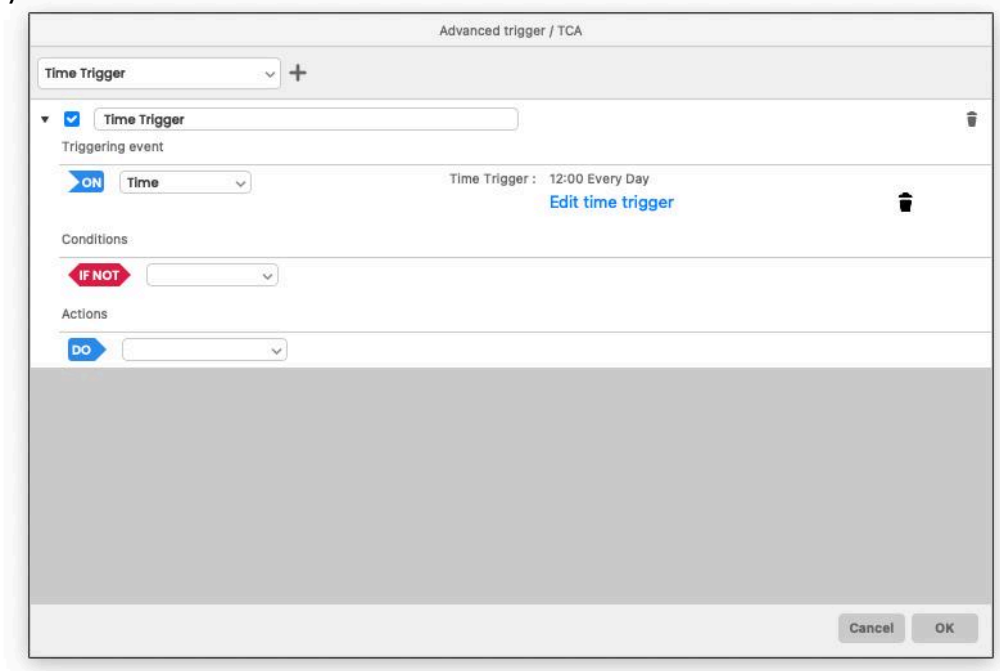 Advanced trigger / TCA
Time Trigger
Time Trigger
Triggering event
ON Time Time Trigger : 12:00 Every Day
Edit time trigger
Conditions
IF NOT
Actions
DO
Cancel OK